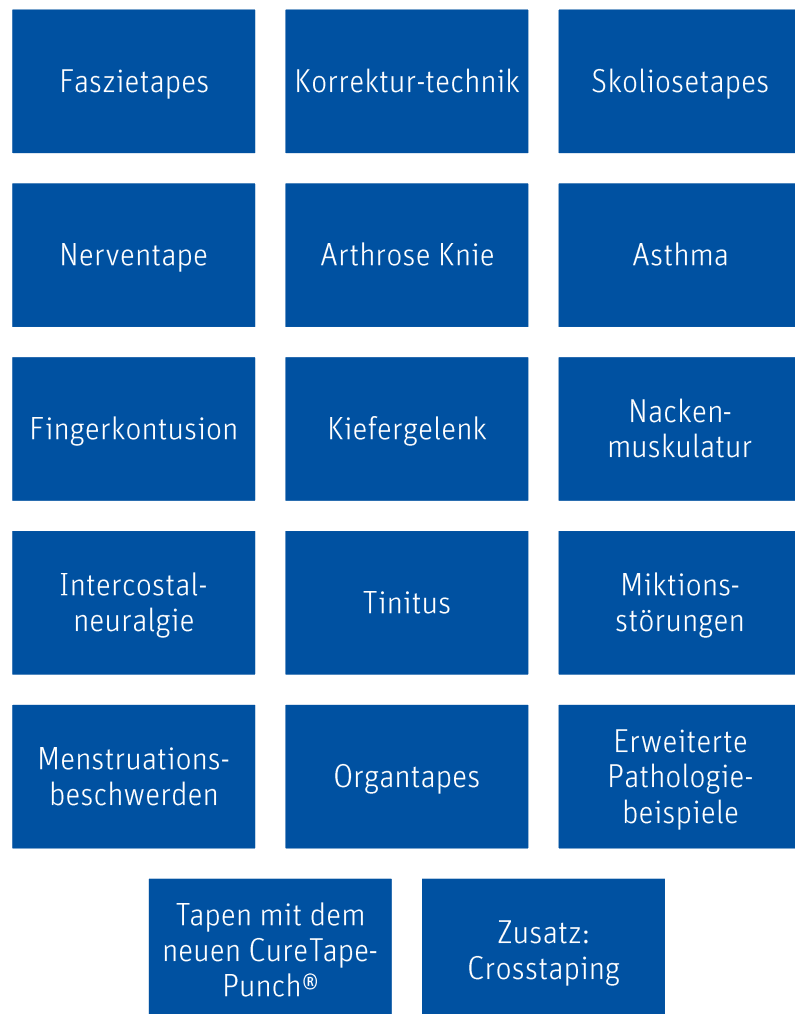 Faszietapes
Korrektur-technik
Skoliosetapes
Nerventape
Arthrose Knie
Asthma
Fingerkontusion
Kiefergelenk
Nacken-
muskulatur
Intercostal-
neuralgie
Tinitus
Miktions-
störungen
Menstruations-
beschwerden
Organtapes
Erweiterte
Pathologie-
beispiele
Tapen mit dem
neuen CureTape-
Punch®
Zusatz:
Crosstaping